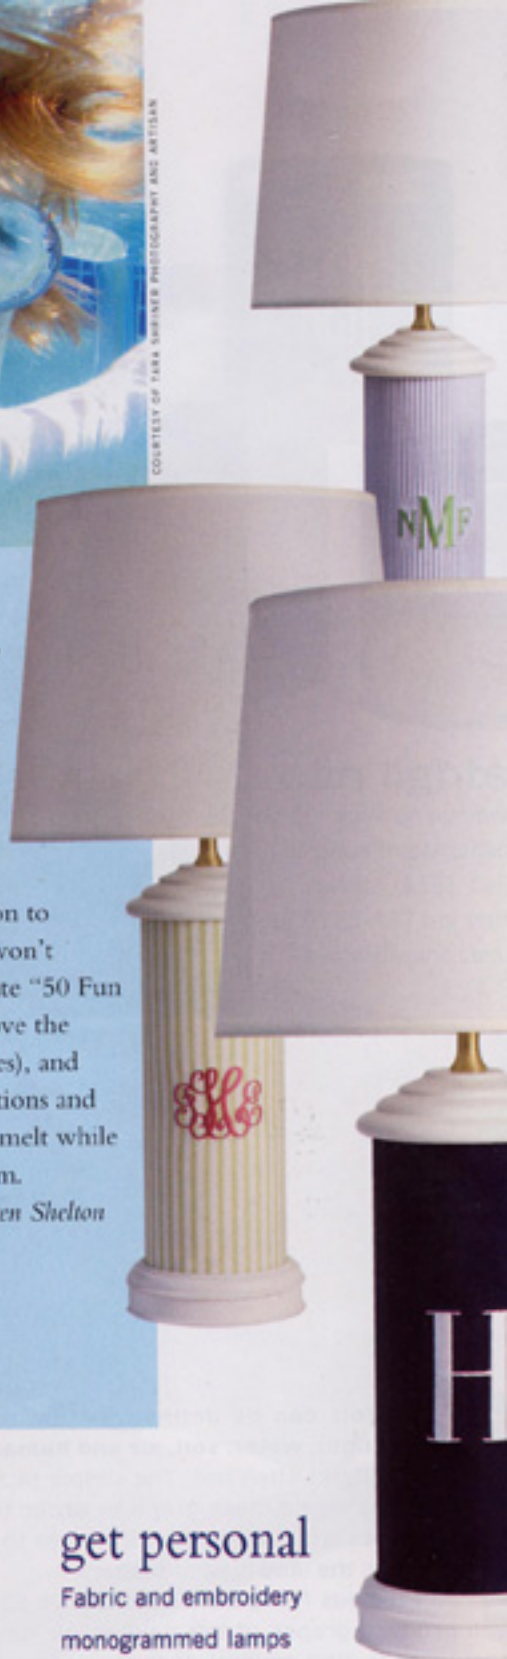 COURTESY OF TARA SHRINER PHOTOGRAPHY AND ARTISAN
NMF
on to
won't
te “50 Fun
ve the
es), and
tions and
melt while
m.
en Shelton
H
get personal
Fabric and embroidery
monogrammed lamps